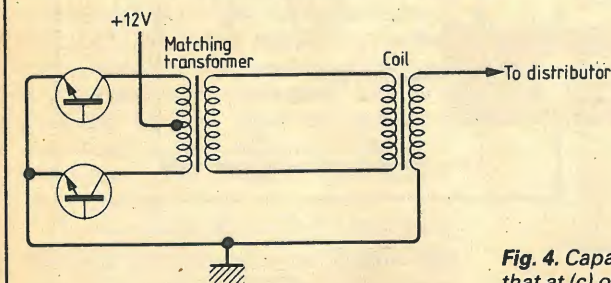 +12V
Matching
transformer
Coil
To distributor
Fig. 4. Capa
that at (c) o